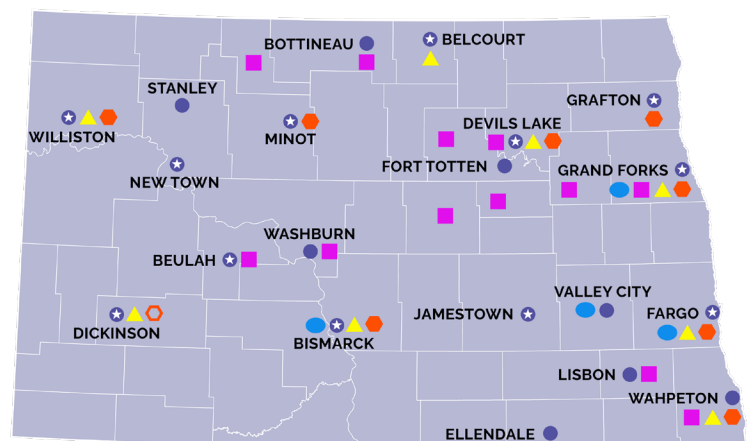 BOTTINEAU
BELCOURT
STANLEY
GRAFTON
WILLISTON
MINOT
DEVILS LAKE
FORT TOTTEN
GRAND FORKS
NEW TOWN
WASHBURN
BEULAH
VALLEY CITY
JAMESTOWN
FARGO
DICKINSON
BISMARCK
LISBON
WAHPETON
ELLENDALE